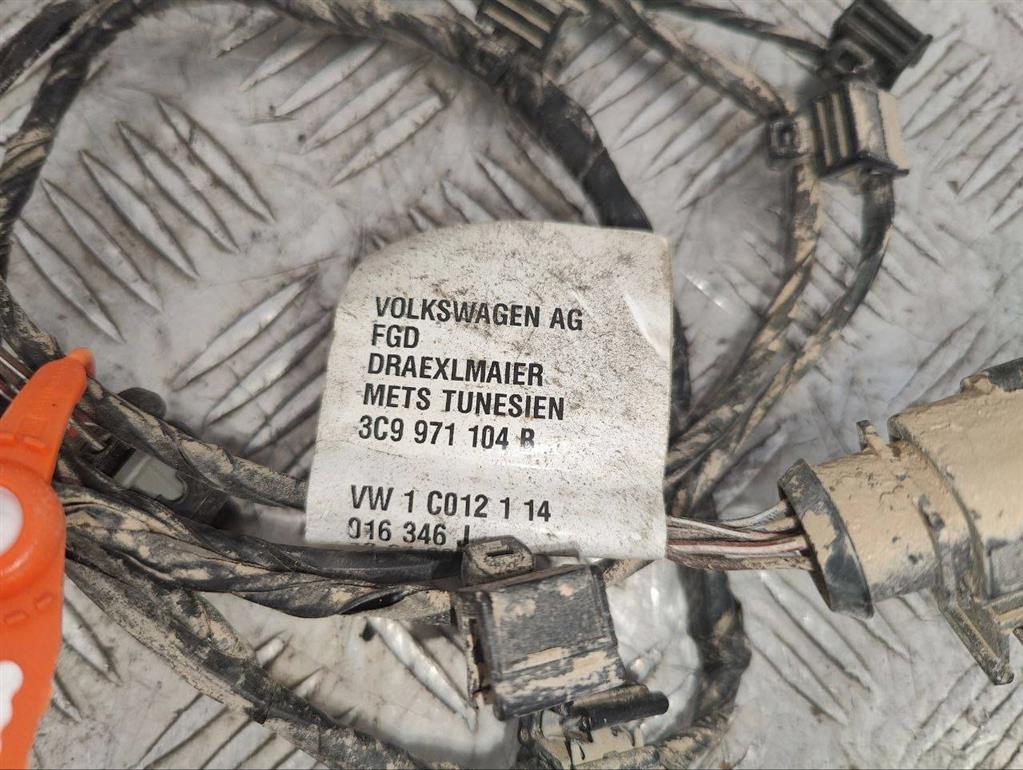 VOLKSWAGEN AG
FGD
DRAEXLMAIER
METS TUNESIEN
3C9 971 104 B
VW 1 C012 1 14
016 346 J